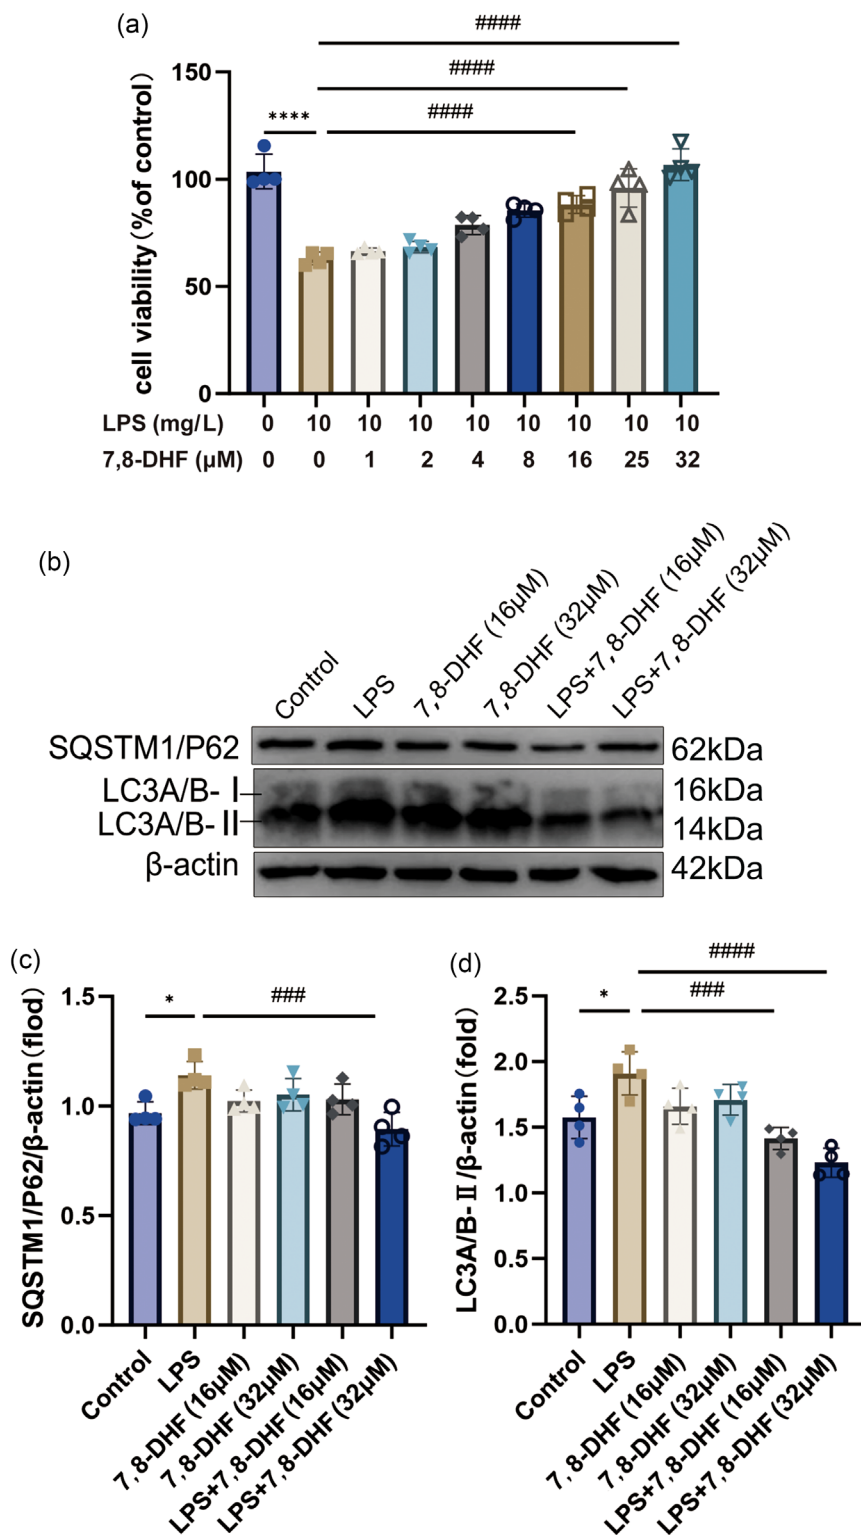 (a)
####
####
####
****
cell viability (%of control)
150
100
50
0
LPS (mg/L) 0 10 10 10 10 10 10 10 10
7,8-DHF (μM) 0 0 1 2 4 8 16 25 32
(b)
Control
LPS
7,8-DHF (16μM)
7,8-DHF (32μM)
LPS+7,8-DHF (16μM)
LPS+7,8-DHF (32μM)
SQSTM1/P62 62kDa
LC3A/B- I 16kDa
LC3A/B- II 14kDa
β-actin 42kDa
(c)
* ###
SQSTM1/P62/β-actin (flod)
1.5
1.0
0.5
0.0
Control
LPS
7,8-DHF (16μM)
7,8-DHF (32μM)
LPS+7,8-DHF (16μM)
LPS+7,8-DHF (32μM)
(d)
####
* ###
LC3A/B-II/β-actin (fold)
2.5
2.0
1.5
1.0
0.5
0.0
Control
LPS
7,8-DHF (16μM)
7,8-DHF (32μM)
LPS+7,8-DHF (16μM)
LPS+7,8-DHF (32μM)